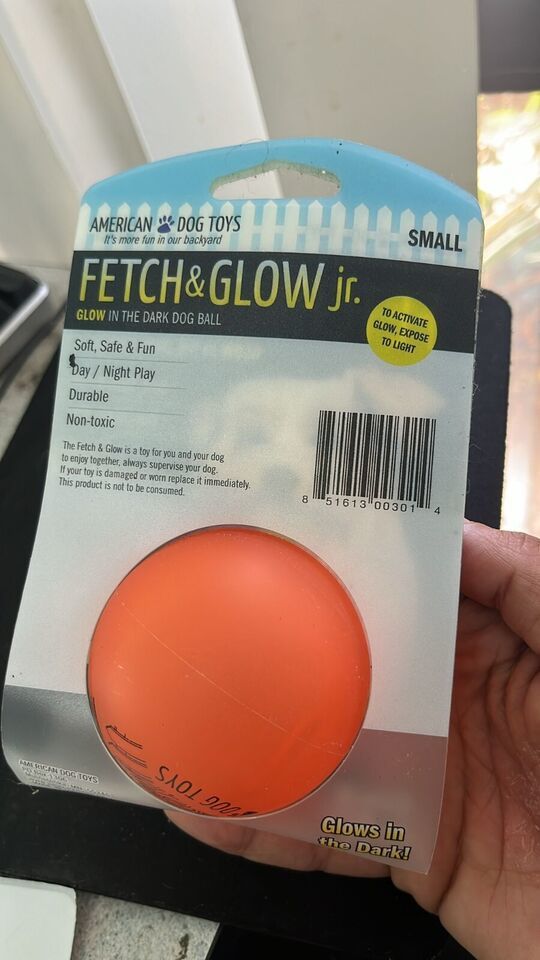 AMERICAN DOG TOYS
It's more fun in our backyard
SMALL
FETCH&GLOW jr.
GLOW IN THE DARK DOG BALL
TO ACTIVATE
GLOW, EXPOSE
TO LIGHT
Soft, Safe & Fun
Day / Night Play
Durable
Non-toxic
The Fetch & Glow is a toy for you and your dog
to enjoy together, always supervise your dog.
If your toy is damaged or worn replace it immediately.
This product is not to be consumed.
8 51613 00301 4
DOG TOYS
AMERICAN DOG TOYS
Glows in
the Dark!